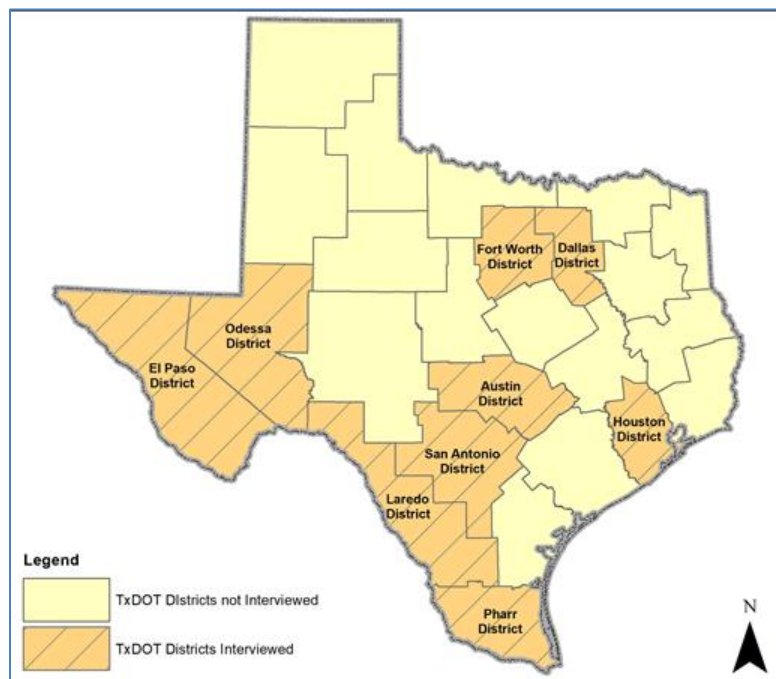 Fort Worth
District
Dallas
District
Odessa
District
El Paso
District
Austin
District
Houston
District
San Antonio
District
Laredo
District
Pharr
District
Legend
TxDOT DIstricts not Interviewed
TxDOT Districts Interviewed
N